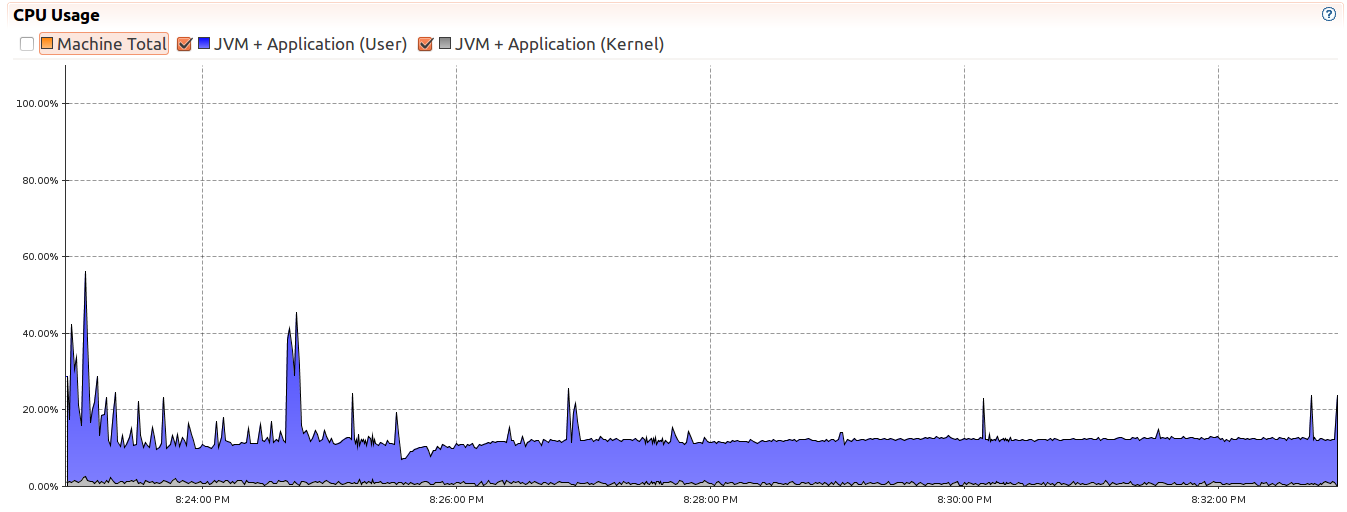 CPU Usage
Machine Total JVM + Application (User) JVM + Application (Kernel)
100.00%
80.00%
60.00%
40.00%
20.00%
0.00%
8:24:00 PM 8:26:00 PM 8:28:00 PM 8:30:00 PM 8:32:00 PM